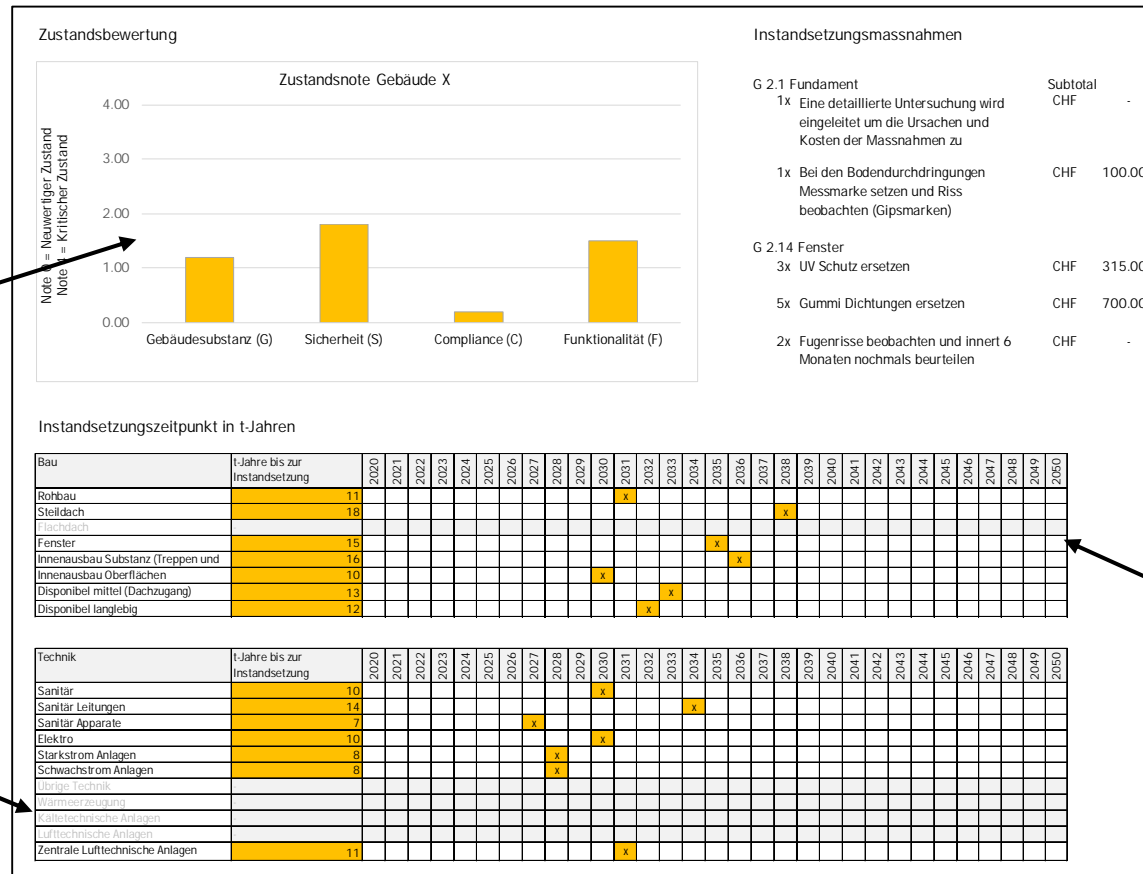 Zustandsbewertung
Zustandsnote Gebäude X
Note 0 = Neuwertiger Zustand
Note 4 = Kritischer Zustand
4.00
3.00
2.00
1.00
0.00
Gebäudesubstanz (G) Sicherheit (S) Compliance (C) Funktionalität (F)
Instandsetzungsmassnahmen
G 2.1 Fundament Subtotal
1x Eine detaillierte Untersuchung wird CHF -
eingeleitet um die Ursachen und
Kosten der Massnahmen zu
1x Bei den Bodendurchdringungen CHF 100.00
Messmarke setzen und Riss
beobachten (Gipsmarken)
G 2.14 Fenster
3x UV Schutz ersetzen CHF 315.00
5x Gummi Dichtungen ersetzen CHF 700.00
2x Fugenrisse beobachten und innert 6 CHF -
Monaten nochmals beurteilen
Instandsetzungszeitpunkt in t-Jahren
Bau t-Jahre bis zur 2020 2021 2022 2023 2024 2025 2026 2027 2028 2029 2030 2031 2032 2033 2034 2035 2036 2037 2038 2039 2040 2041 2042 2043 2044 2045 2046 2047 2048 2049 2050
Instandsetzung
Rohbau 11 x
Steildach 18 x
Flachdach -
Fenster 15 x
Innenausbau Substanz (Treppen und 16 x
Innenausbau Oberflächen 10 x
Disponibel mittel (Dachzugang) 13 x
Disponibel langlebig 12 x
Technik t-Jahre bis zur 2020 2021 2022 2023 2024 2025 2026 2027 2028 2029 2030 2031 2032 2033 2034 2035 2036 2037 2038 2039 2040 2041 2042 2043 2044 2045 2046 2047 2048 2049 2050
Instandsetzung
Sanitär 10 x
Sanitär Leitungen 14 x
Sanitär Apparate 7 x
Elektro 10 x
Starkstrom Anlagen 8 x
Schwachstrom Anlagen 8 x
Übrige Technik -
Wärmeerzeugung -
Kältetechnische Anlagen -
Lufttechnische Anlagen -
Zentrale Lufttechnische Anlagen 11 x